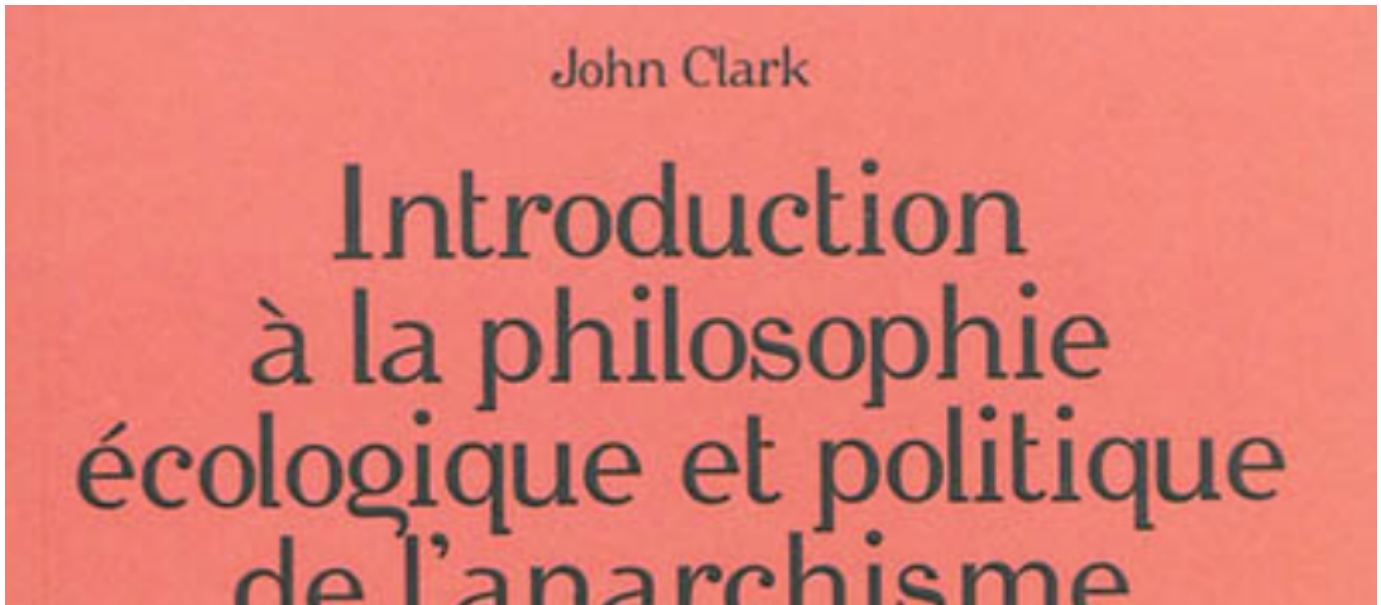 John Clark
Introduction
à la philosophie
écologique et politique
de l'anarchisme